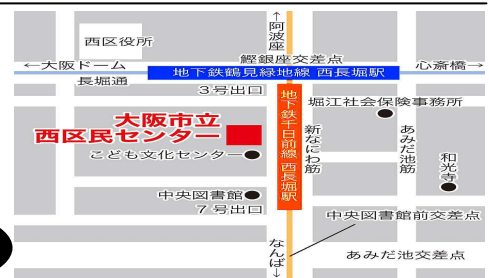 ↑阿波座
西区役所
鰹銀座交差点
←大阪ドーム
地下鉄鶴見緑地線 西長堀駅
心斎橋→
長堀通
3号出口
地下鉄千日前線 西長堀駅
堀江社会保険事務所
大阪市立
西区民センター
新なにわ筋
あみだ池筋
こども文化センター●
和光寺
中央図書館●
7号出口
中央図書館前交差点
なんば↓
あみだ池交差点